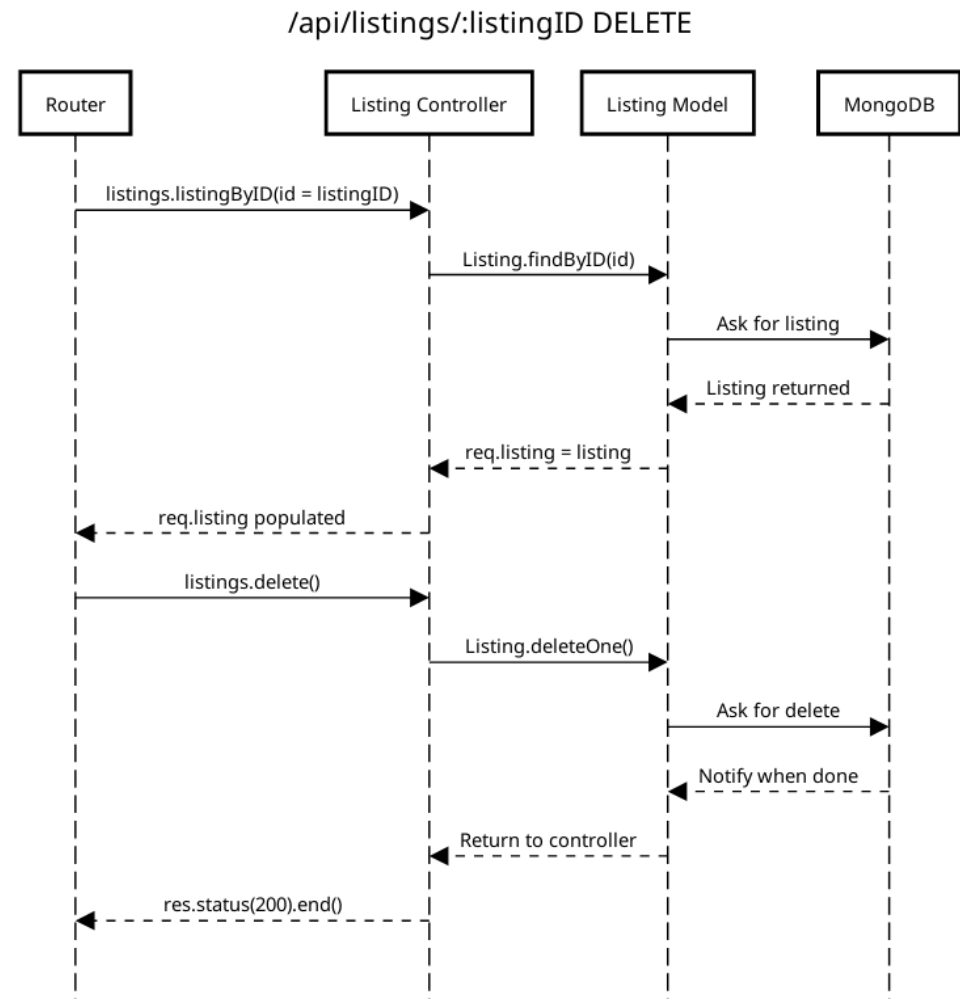 /api/listings/:listingID DELETE
Router
Listing Controller
Listing Model
MongoDB
listings.listingByID(id = listingID)
Listing.findByID(id)
Ask for listing
Listing returned
req.listing = listing
req.listing populated
listings.delete()
Listing.deleteOne()
Ask for delete
Notify when done
Return to controller
res.status(200).end()